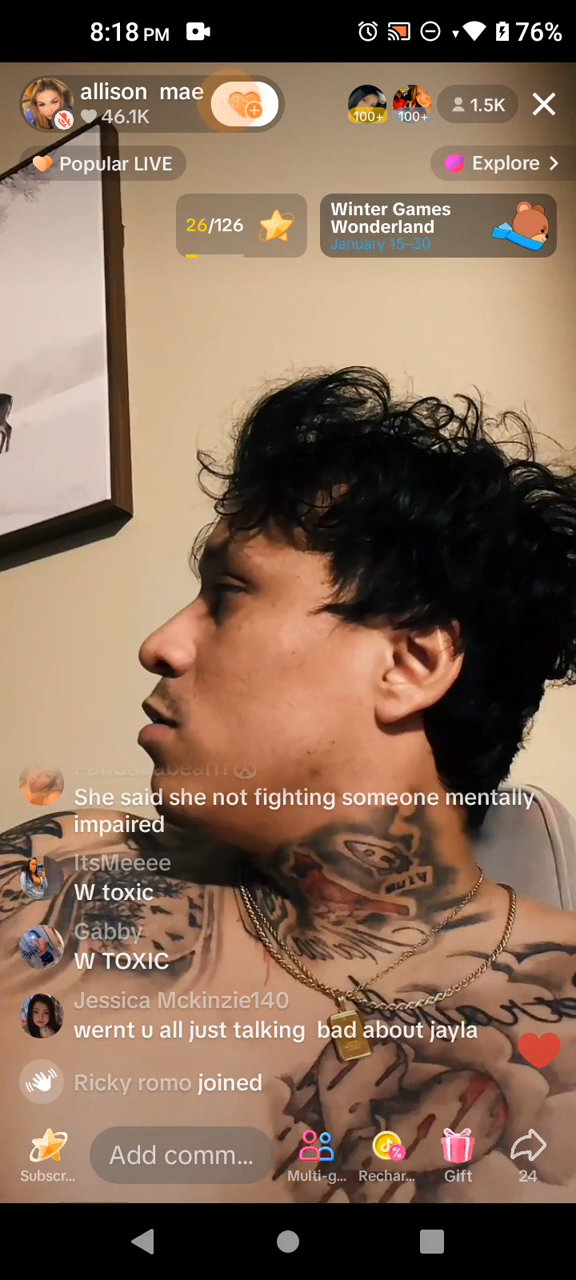 8:18 PM
76%
allison mae
46.1K
100+
100+
1.5K
Popular LIVE
Explore >
26/126
Winter Games
Wonderland
January 15-30
She said she not fighting someone mentally
impaired
ItsMeeee
W toxic
Gabby
W TOXIC
Jessica Mckinzie140
wernt u all just talking bad about jayla
Ricky romo joined
Add comm...
Subscr...
Multi-g...
Rechar...
Gift
24